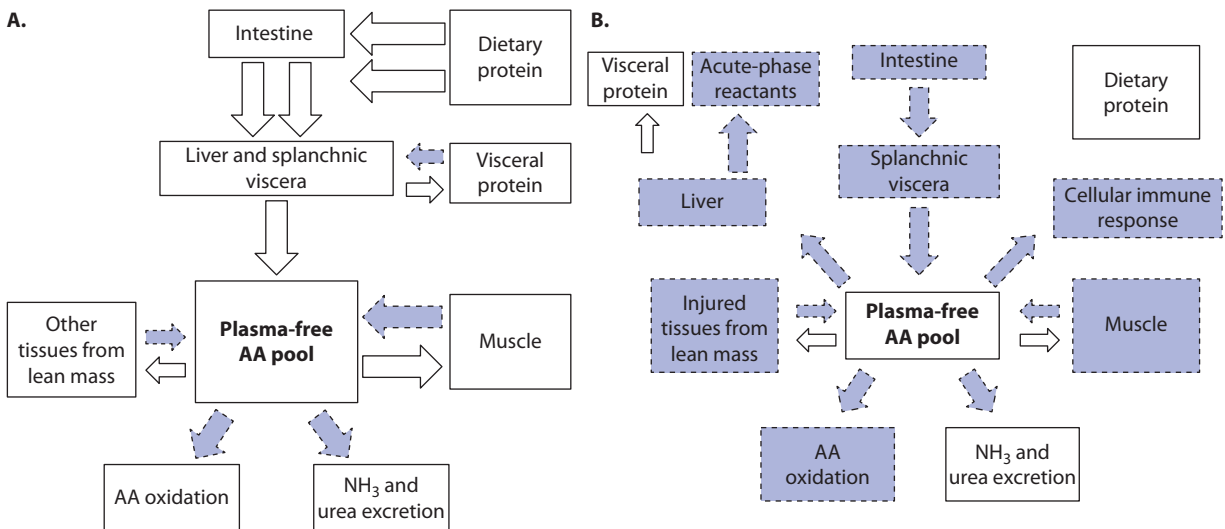 A.
Intestine
Dietary
protein
Liver and splanchnic
viscera
Visceral
protein
Other
tissues from
lean mass
Plasma-free
AA pool
Muscle
AA oxidation
NH3 and
urea excretion
B.
Visceral
protein
Acute-phase
reactants
Intestine
Dietary
protein
Liver
Splanchnic
viscera
Cellular immune
response
Injured
tissues from
lean mass
Plasma-free
AA pool
Muscle
AA
oxidation
NH3 and
urea excretion